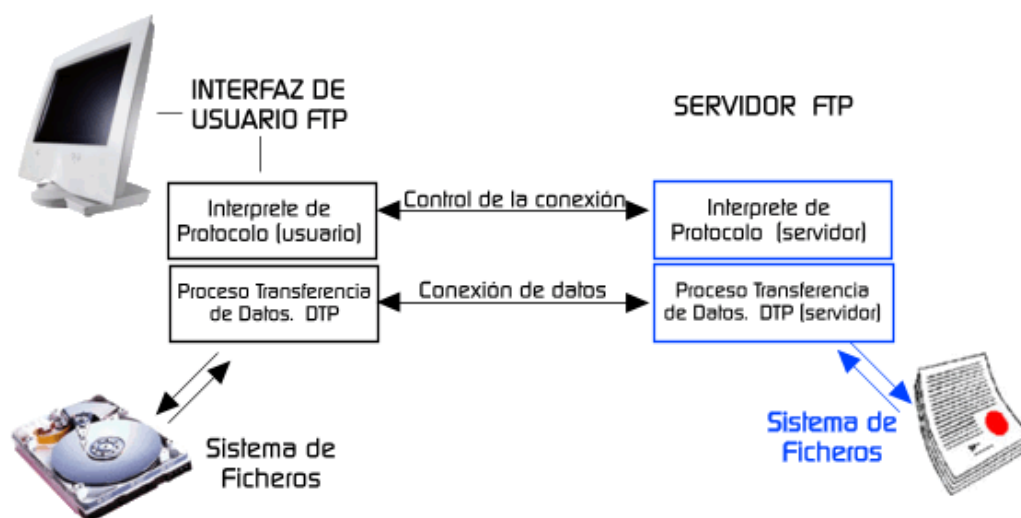 INTERFAZ DE
USUARIO FTP
SERVIDOR FTP
Interprete de
Protocolo (usuario)
Control de la conexión
Interprete de
Protocolo (servidor)
Proceso Transferencia
de Datos. DTP
Conexión de datos
Proceso Transferencia
de Datos. DTP (servidor)
Sistema de
Ficheros
Sistema de
Ficheros